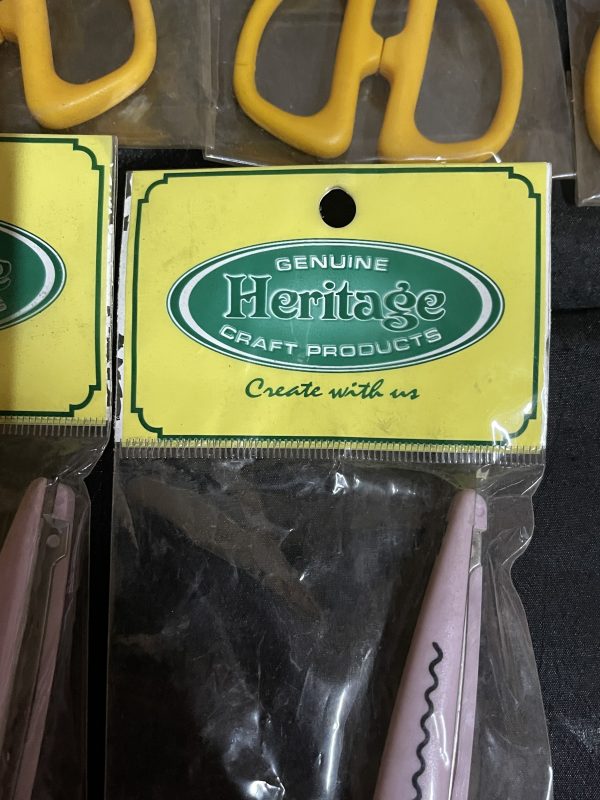 GENUINE
Heritage
CRAFT PRODUCTS
Create with us